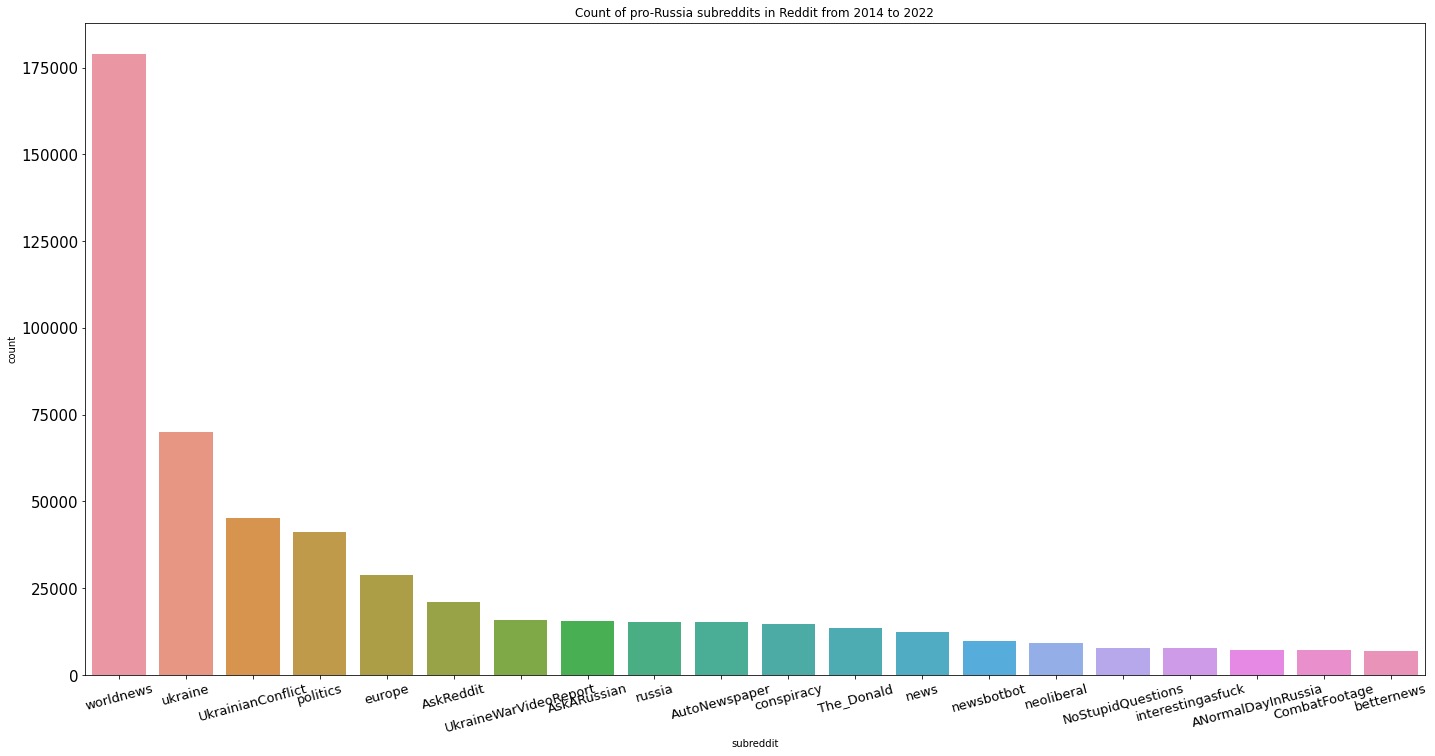 Count of pro-Russia subreddits in Reddit from 2014 to 2022
175000
150000
125000
100000
75000
50000
25000
0
count
worldnews
ukraine
UkrainianConflict
politics
europe
AskReddit
UkraineWarVideoReport
AskARussian
russia
AutoNewspaper
conspiracy
The_Donald
news
newsbotbot
neoliberal
NoStupidQuestions
interestingasfuck
ANormalDayInRussia
CombatFootage
betternews
subreddit